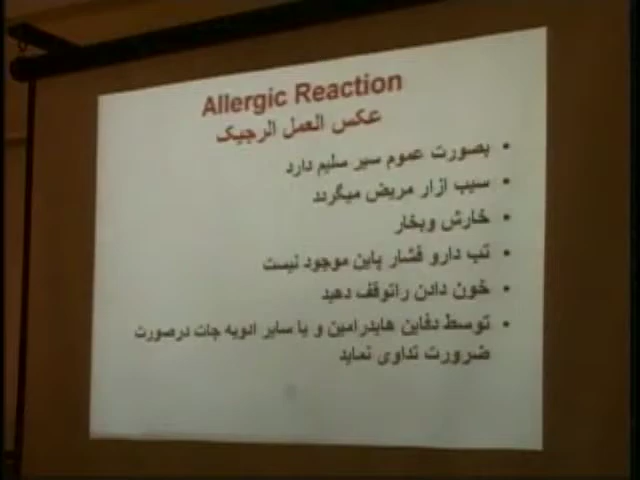 Allergic Reaction
عکس العمل الرجیک
• بصورت عموم سیر سلیم دارد
• سیب ازار مریض میگردد
• خارش وبخار
• تب دارو فشار پاین موجود نیست
• خون دادن راتوقف دهید
• توسط دفاین هایدرامین و یا سایر ادویه جات درصورت
ضرورت تداوی نماید